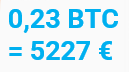 0,23 BTC
= 5227 €